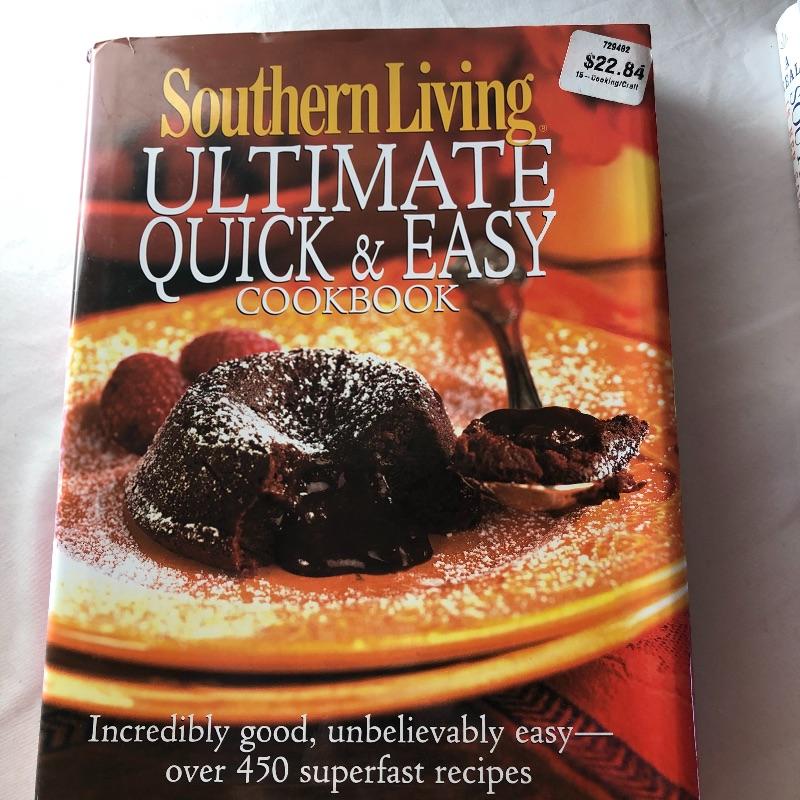 729482
$22.84
15-Cooking/Craft
Southern Living®
ULTIMATE
QUICK & EASY
COOKBOOK
Incredibly good, unbelievably easy—
over 450 superfast recipes